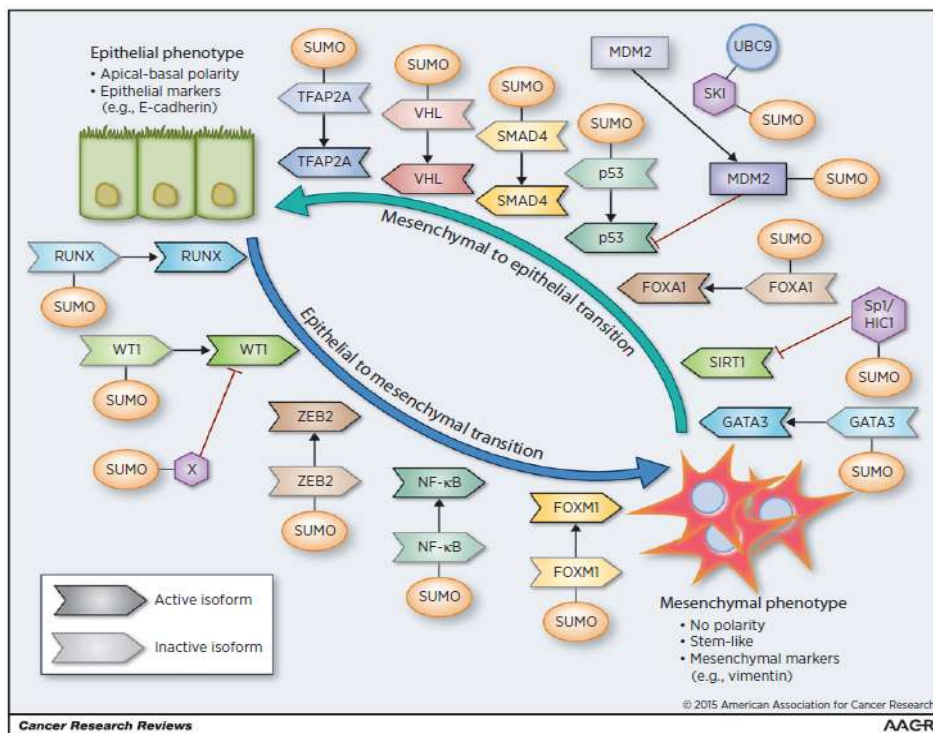 Epithelial phenotype
• Apical-basal polarity
• Epithelial markers
(e.g., E-cadherin)
SUMO
TFAP2A
TFAP2A
SUMO
VHL
VHL
SUMO
SMAD4
SMAD4
SUMO
p53
p53
MDM2
MDM2
SUMO
UBC9
SKI
SUMO
SUMO
FOXA1
FOXA1
Sp1/
HIC1
SUMO
SIRT1
GATA3
GATA3
SUMO
Mesenchymal to epithelial transition
Epithelial to mesenchymal transition
RUNX
RUNX
SUMO
WT1
WT1
SUMO
SUMO
X
ZEB2
ZEB2
SUMO
NF-κB
NF-κB
SUMO
FOXM1
FOXM1
SUMO
Active isoform
Inactive isoform
Mesenchymal phenotype
• No polarity
• Stem-like
• Mesenchymal markers
(e.g., vimentin)
© 2015 American Association for Cancer Research
Cancer Research Reviews
AACR